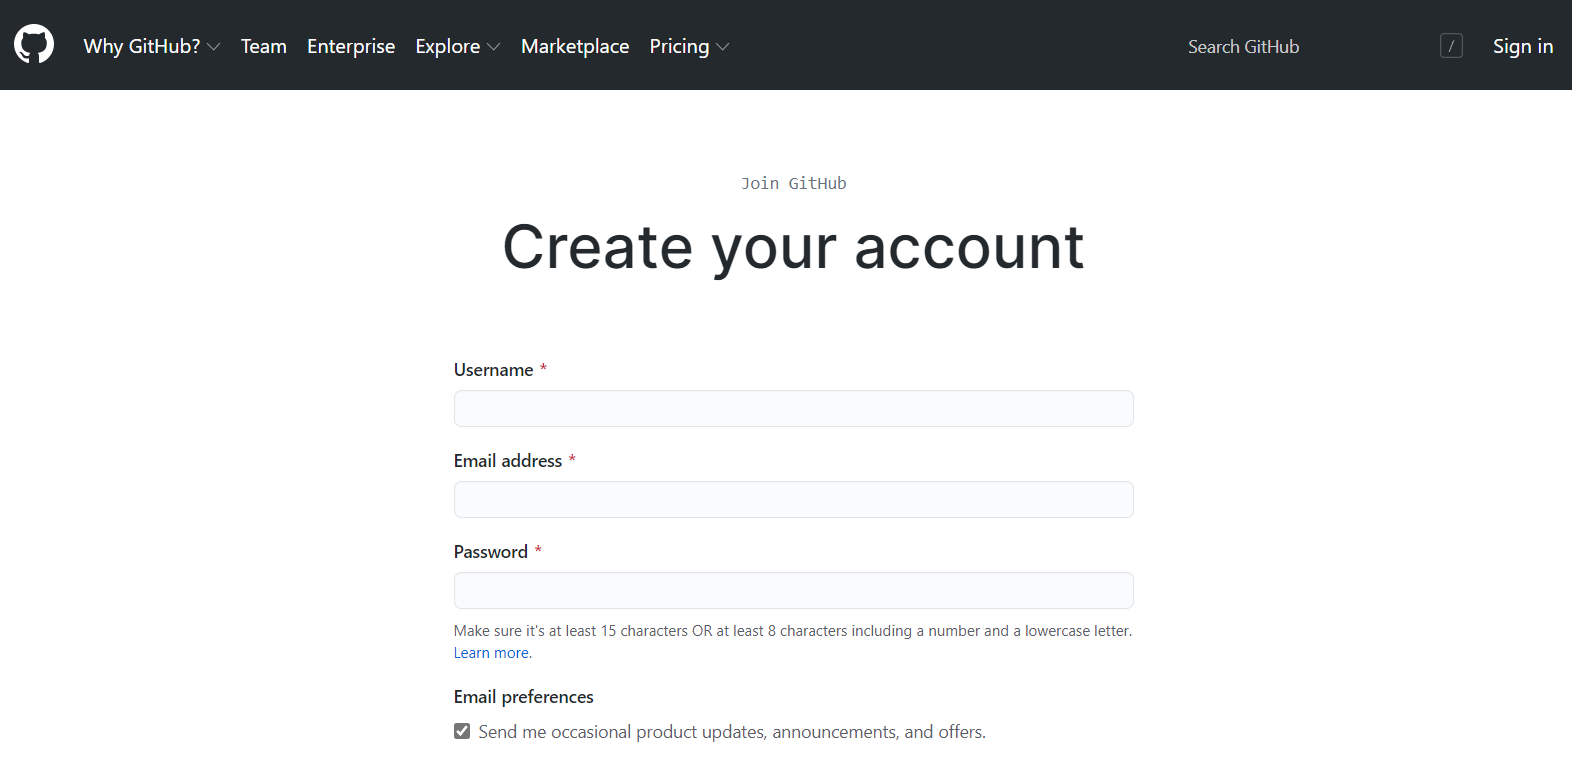 Why GitHub? Team Enterprise Explore Marketplace Pricing Search GitHub / Sign in
Join GitHub
Create your account
Username *
Email address *
Password *
Make sure it's at least 15 characters OR at least 8 characters including a number and a lowercase letter.
Learn more.
Email preferences
Send me occasional product updates, announcements, and offers.